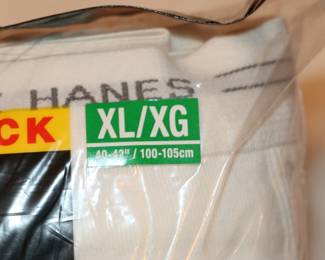 HANES
CK
XL/XG
40-42" / 100-105cm